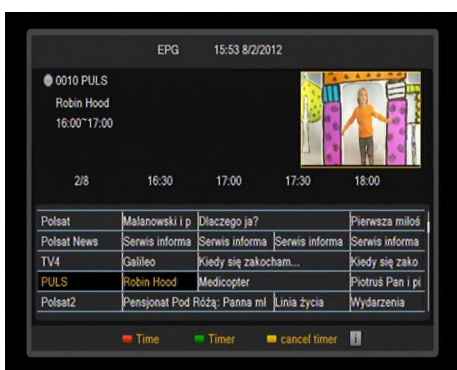 EPG 15:53 8/2/2012
0010 PULS
Robin Hood
16:00~17:00
2/8 16:30 17:00 17:30 18:00
Polsat Malanowski i p Dlaczego ja? Pierwsza miłoś
Polsat News Serwis informa Serwis informa Serwis informa Serwis informa
TV4 Galileo Kiedy się zakocham... Kiedy się zako
PULS Robin Hood Medicopter Piotruś Pan i pi
Polsat2 Pensjonat Pod Różą: Panna mł Linia życia Wydarzenia
Time Timer cancel timer i